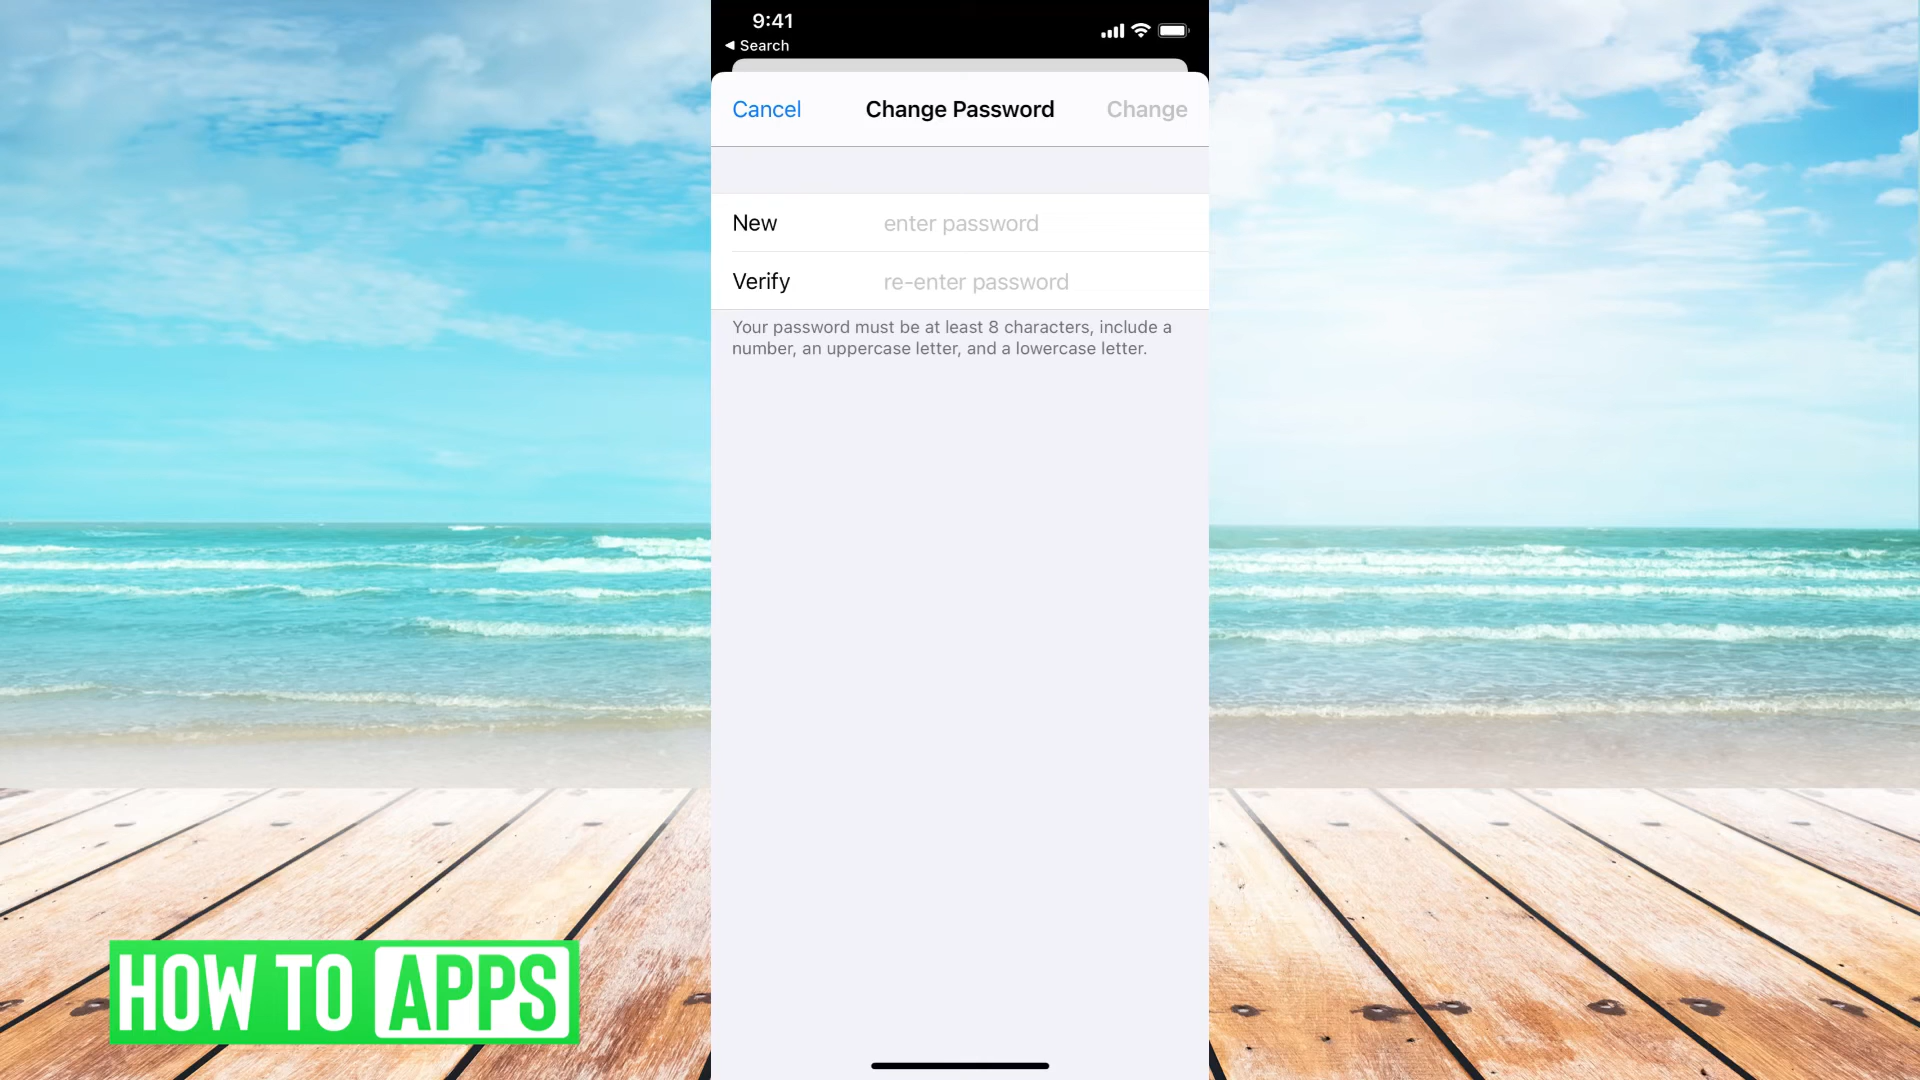 9:41
◀ Search
Cancel Change Password Change
New enter password
Verify re-enter password
Your password must be at least 8 characters, include a
number, an uppercase letter, and a lowercase letter.
HOW TO APPS